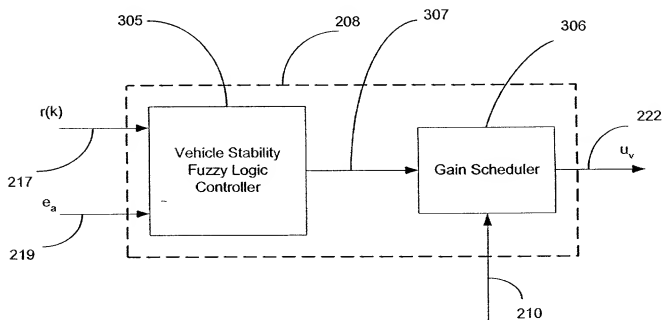 305
208
307
306
r(k)
222
217
Vehicle Stability
Fuzzy Logic
Controller
Gain Scheduler
u_v
e_a
219
210